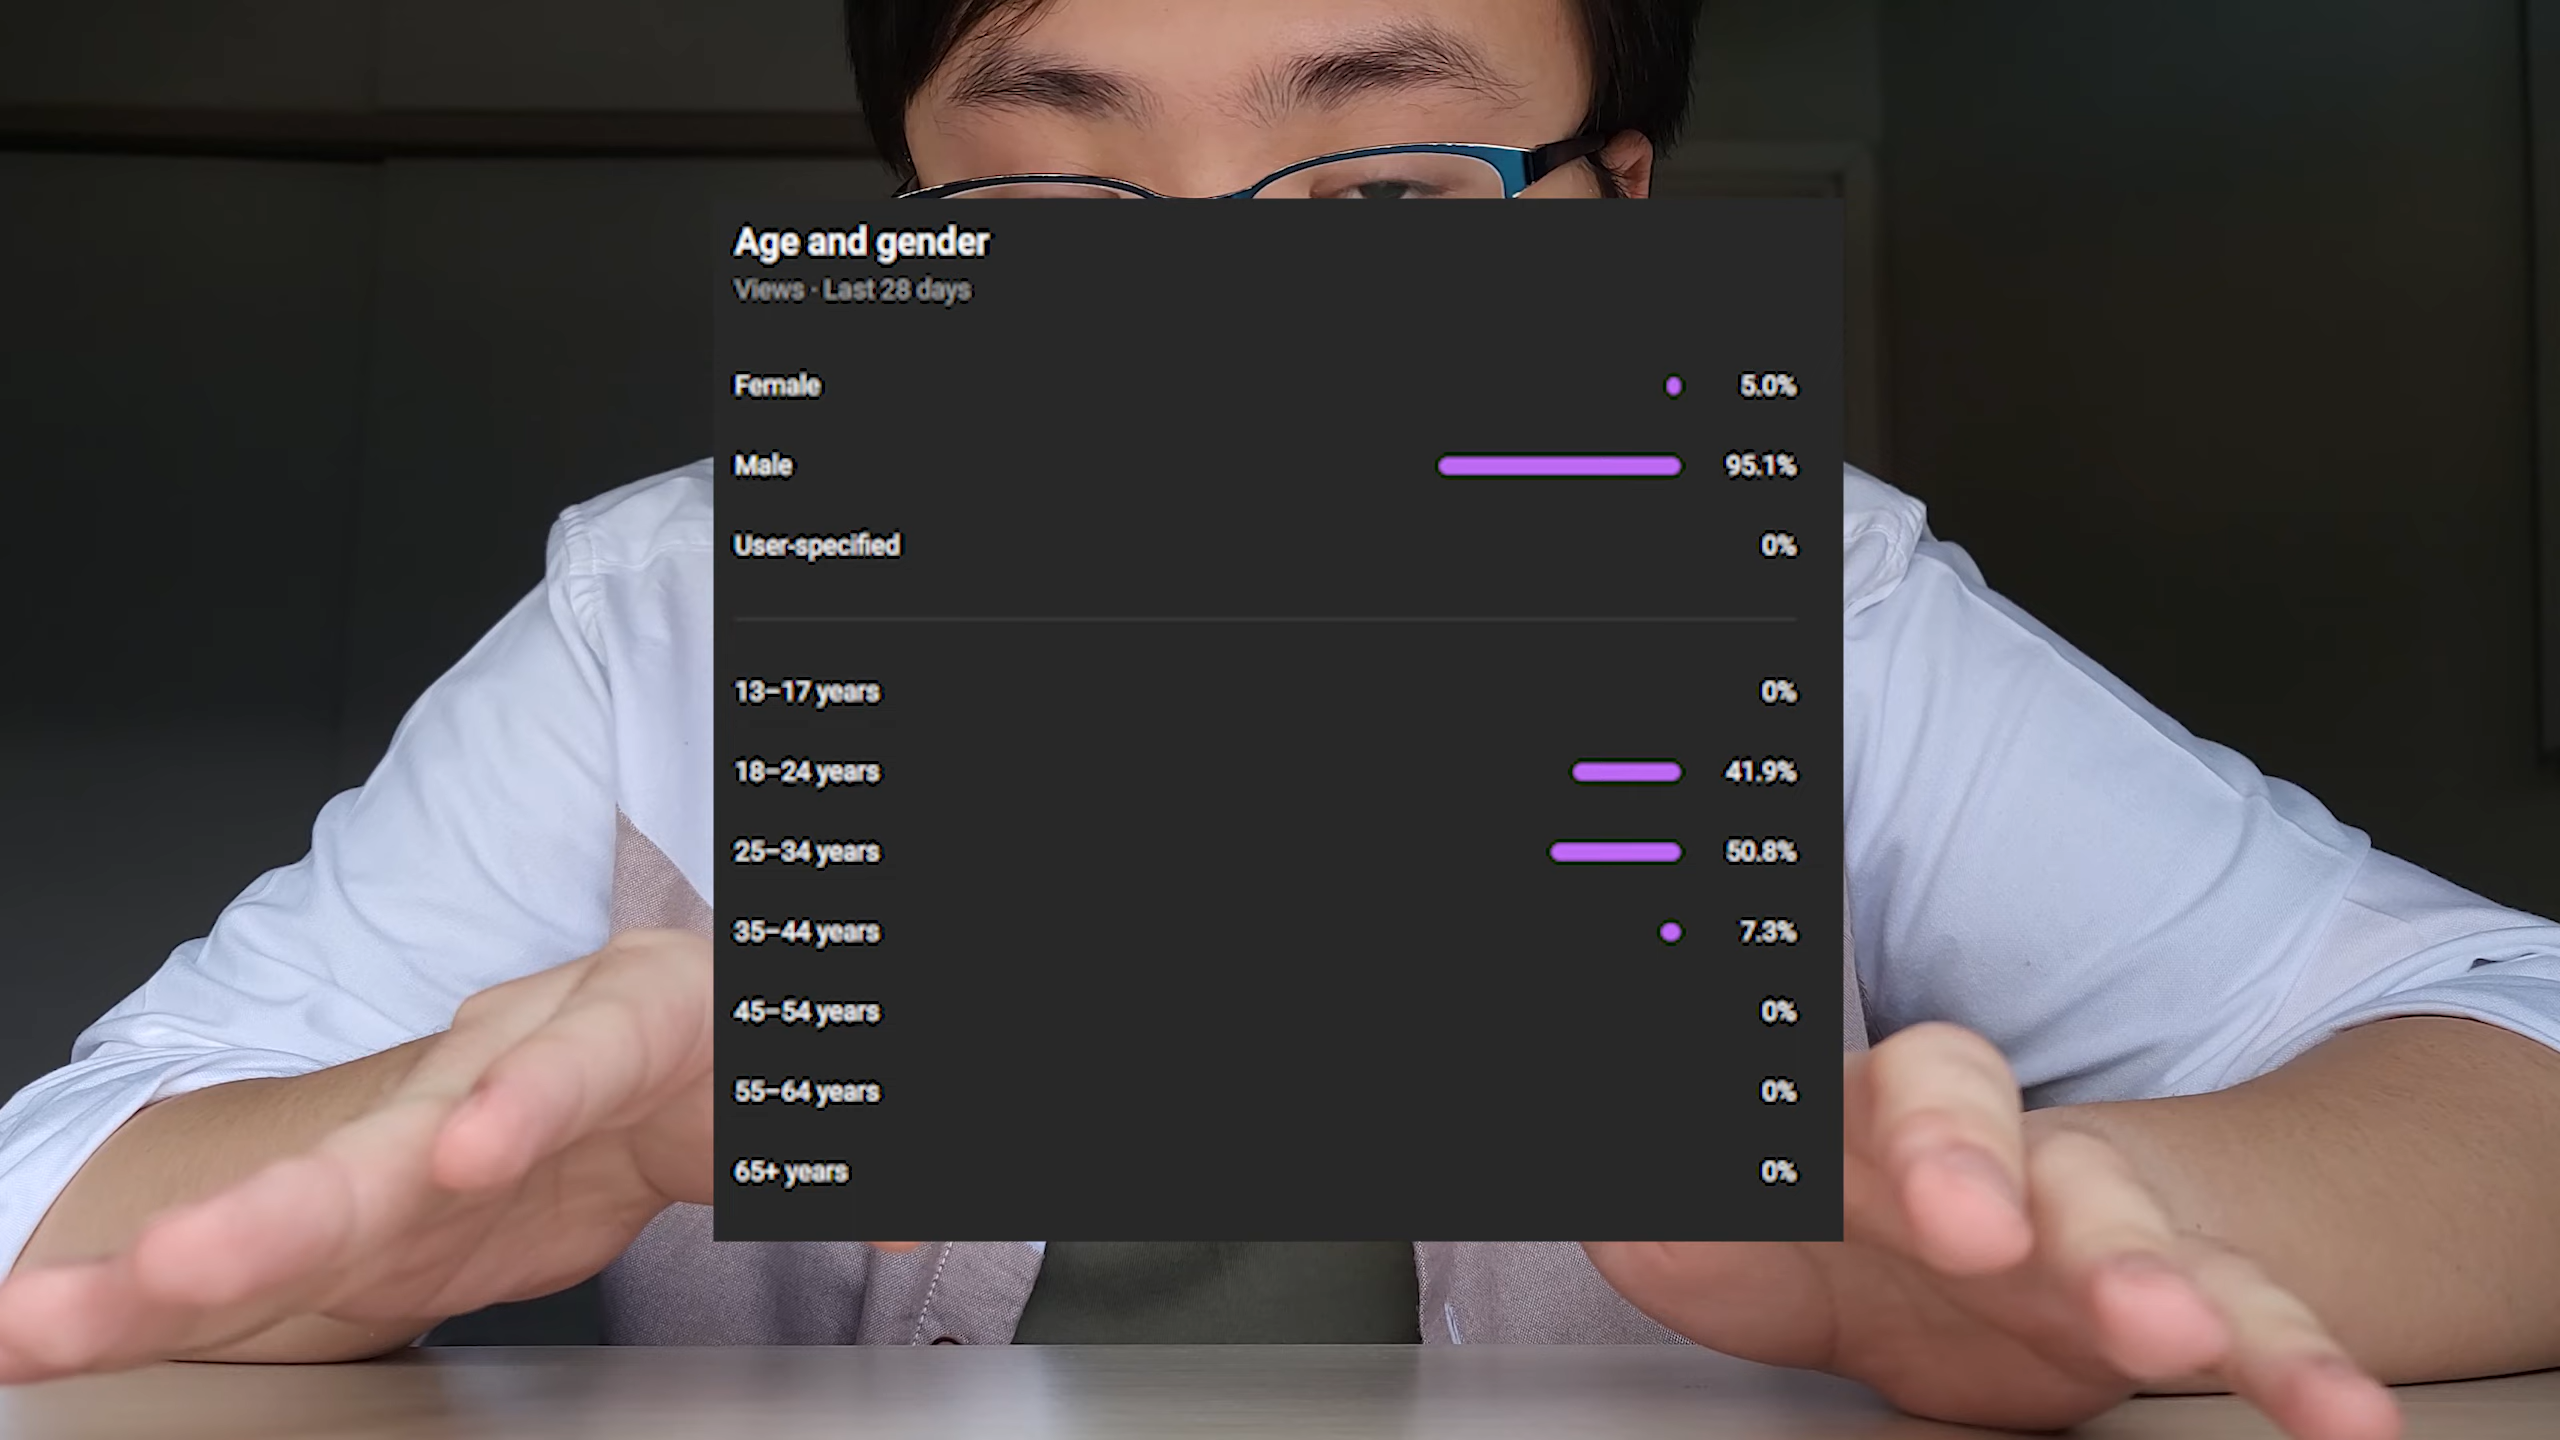 Age and gender
Views · Last 28 days
Female 5.0%
Male 95.1%
User-specified 0%
13–17 years 0%
18–24 years 41.9%
25–34 years 50.8%
35–44 years 7.3%
45–54 years 0%
55–64 years 0%
65+ years 0%